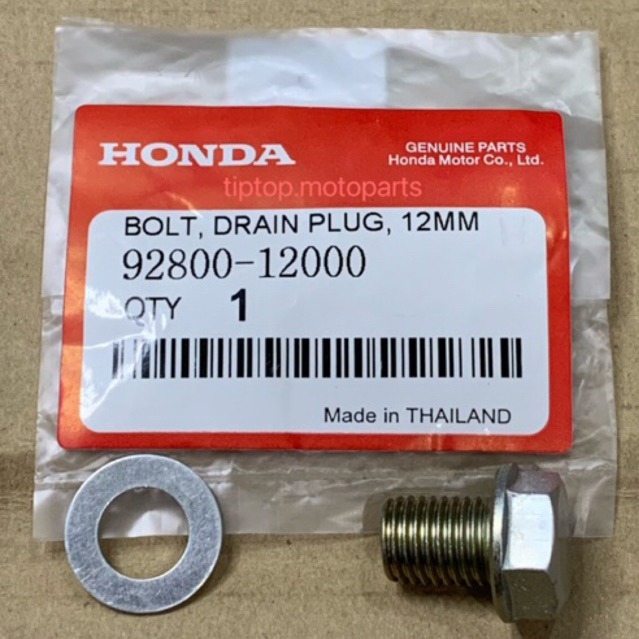 HONDA
GENUINE PARTS
Honda Motor Co., Ltd.
tiptop.motoparts
BOLT, DRAIN PLUG, 12MM
92800-12000
QTY 1
Made in THAILAND